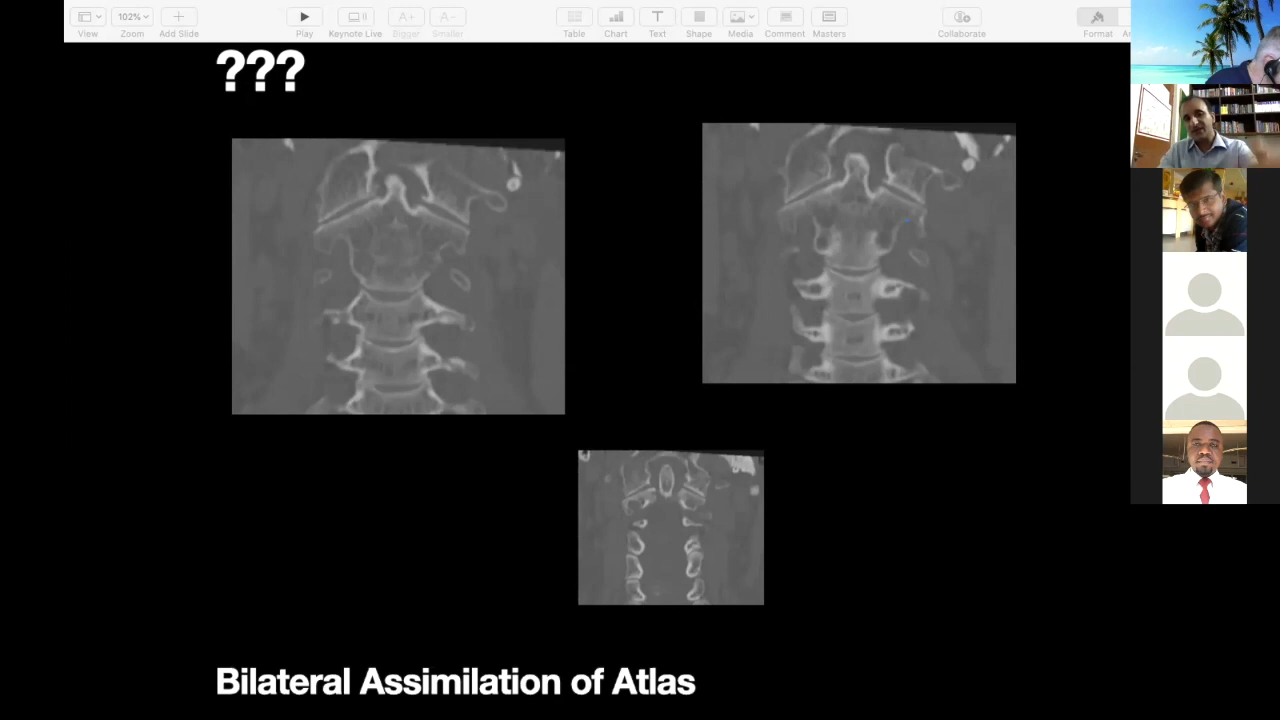 102%
View
Zoom
Add Slide
Play
Keynote Live
Bigger
Smaller
Table
Chart
Text
Shape
Media
Comment
Masters
Collaborate
Format
???
Bilateral Assimilation of Atlas